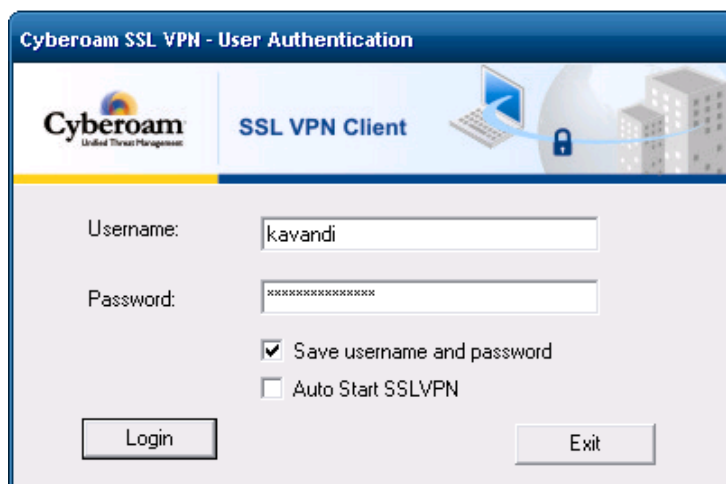 Cyberoam SSL VPN - User Authentication
Cyberoam
Unified Threat Management
SSL VPN Client
Username:
kavandi
Password:
***************
Save username and password
Auto Start SSLVPN
Login
Exit